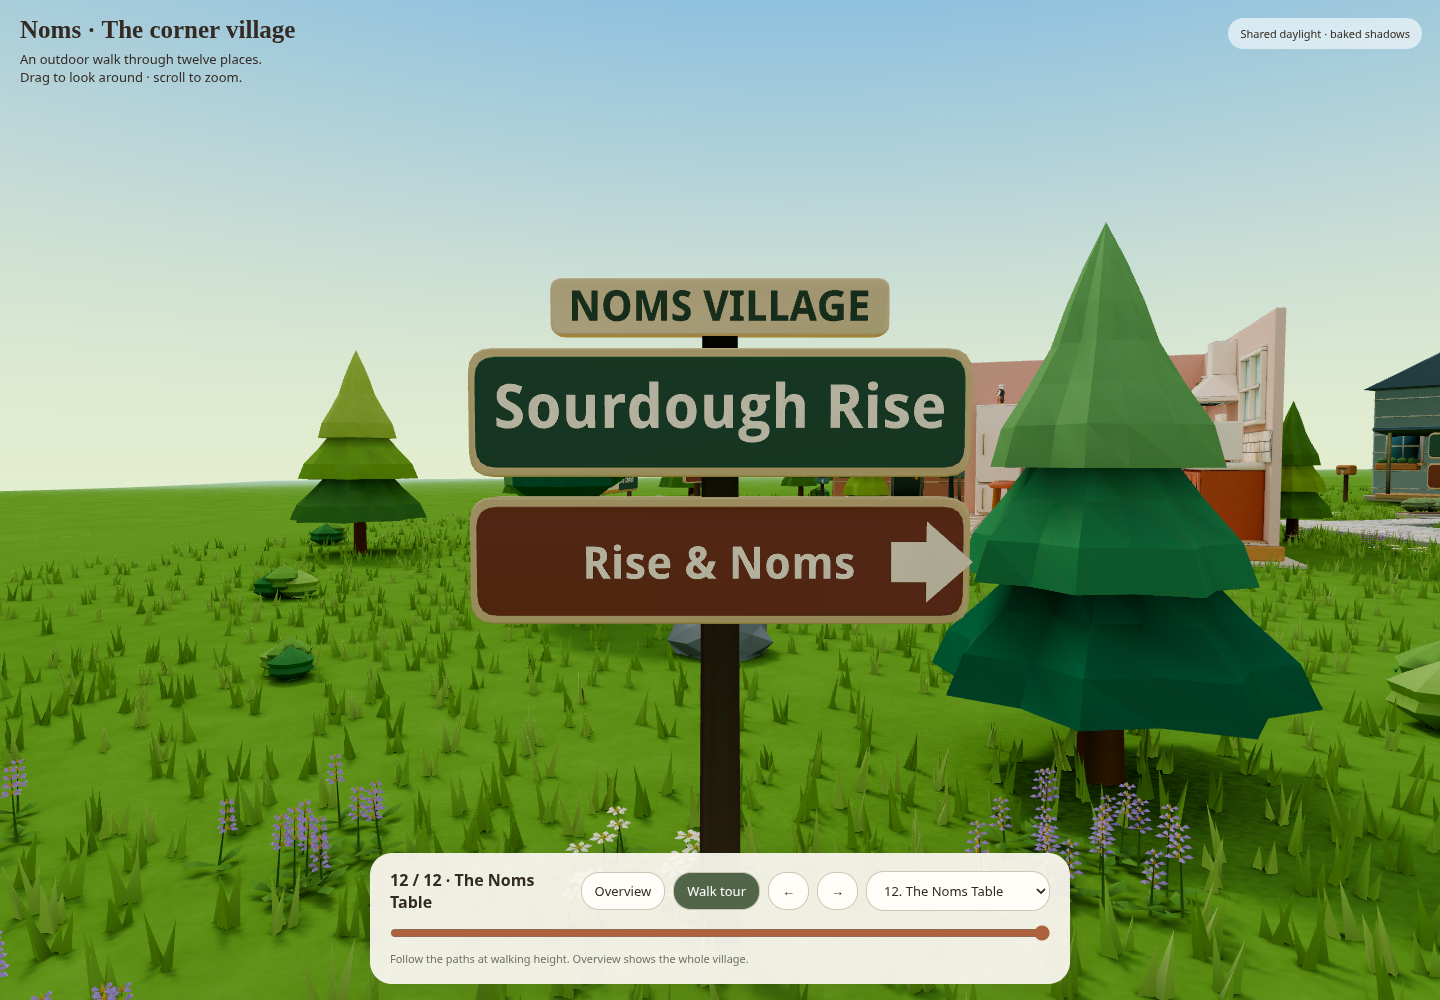 Noms · The corner village
An outdoor walk through twelve places.
Drag to look around · scroll to zoom.
Shared daylight · baked shadows
NOMS VILLAGE
Sourdough Rise
Rise & Noms
12 / 12 · The Noms
Table
Overview
Walk tour
←
→
12. The Noms Table
Follow the paths at walking height. Overview shows the whole village.